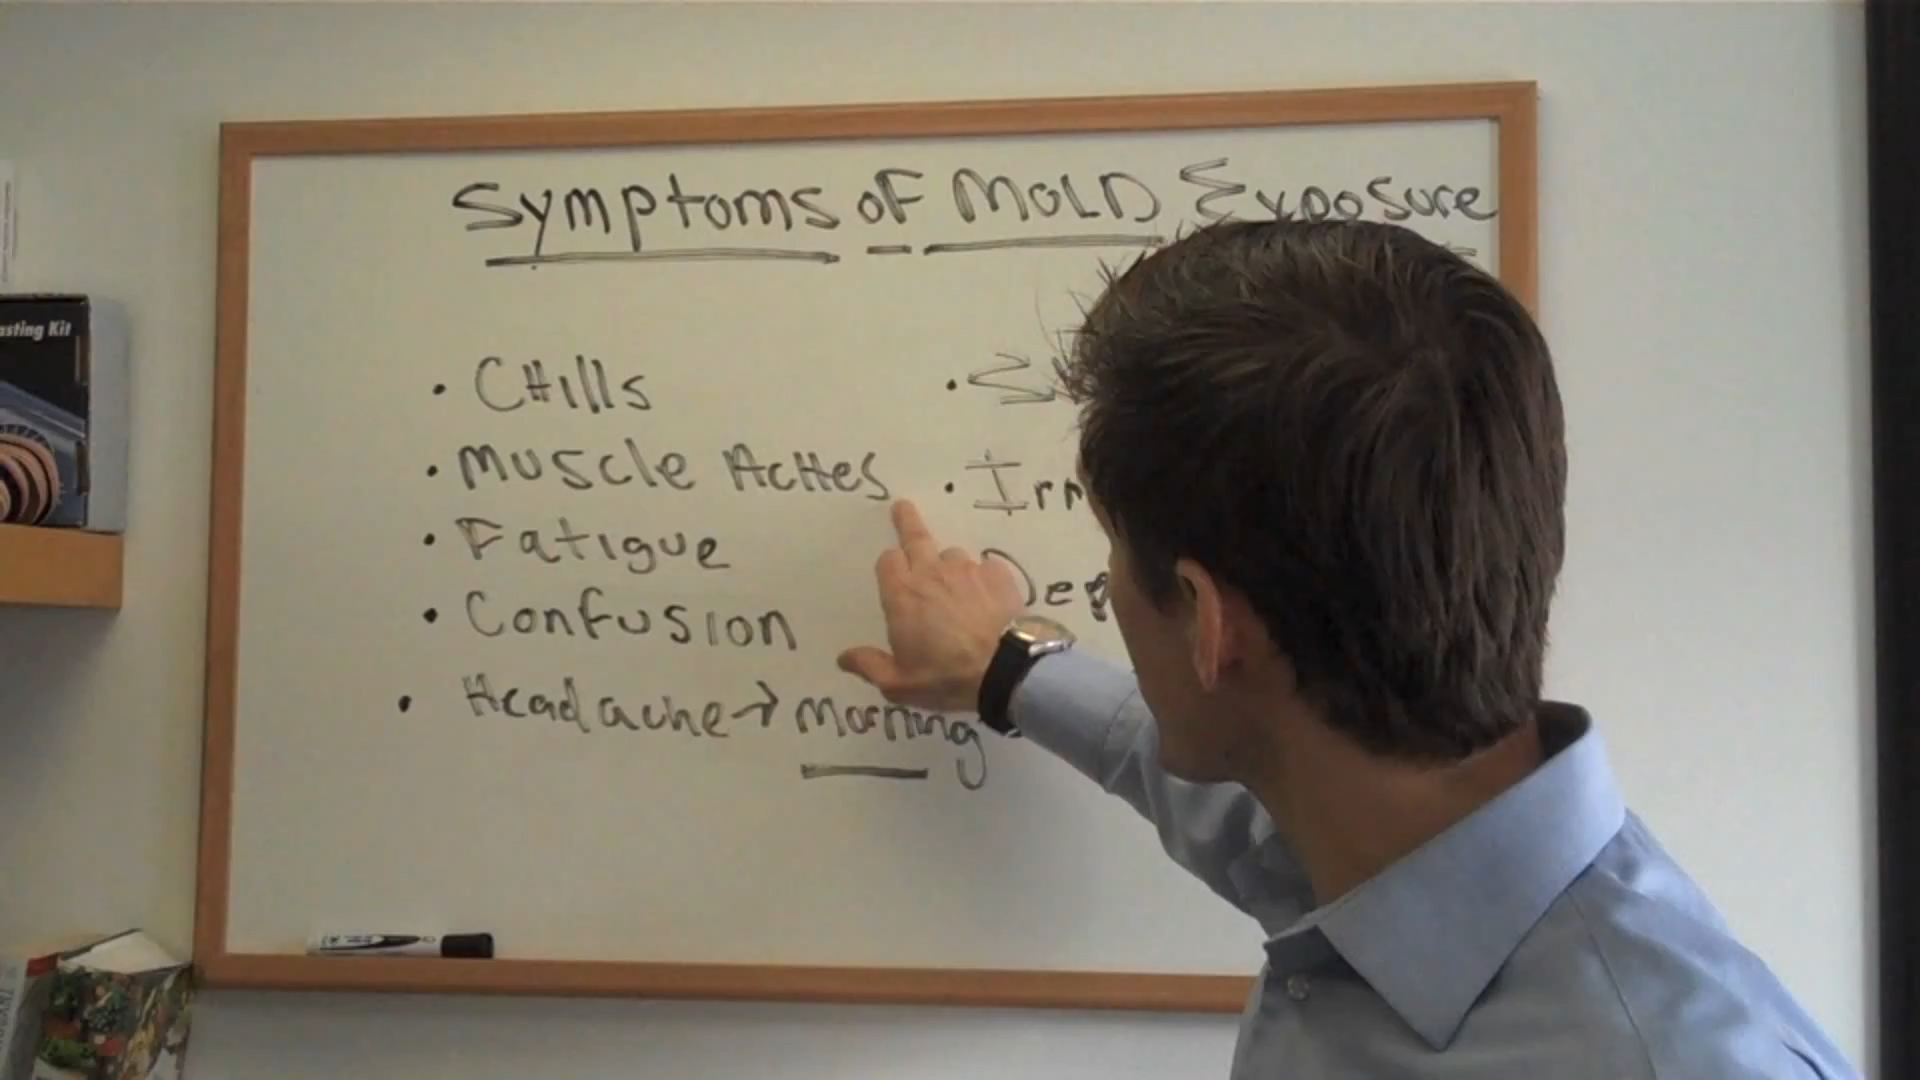 Symptoms of MOLD Exposure
• CHills
• Muscle AcHes
• Fatigue
• Confusion
• Headache → Morning
asting Kit